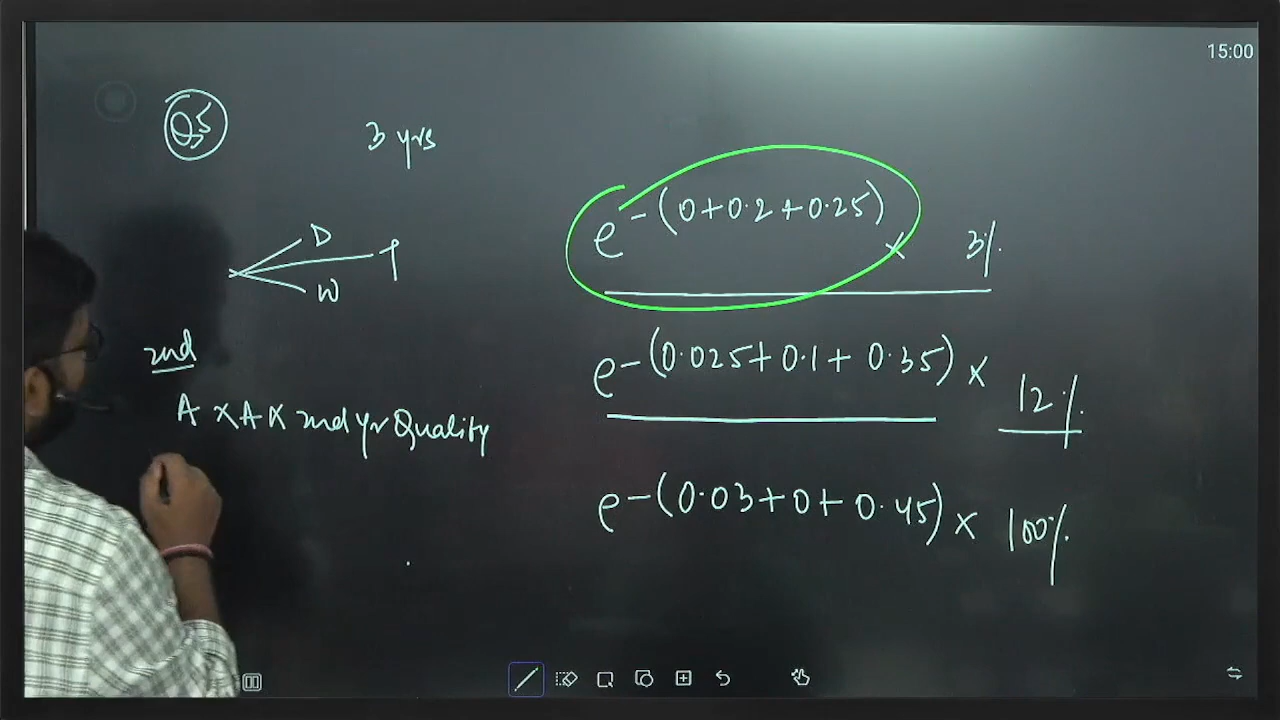 15:00
Q5
3 yrs
D
W
e^-(0+0.2+0.25) × 3%
e^-(0.025+0.1+0.35) × 12%
e^-(0.03+0+0.45) × 100%
2nd
A × A × 2nd yr Quality